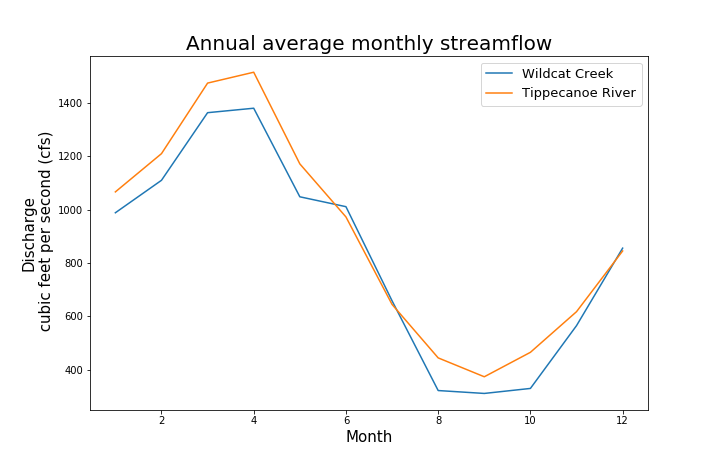 Annual average monthly streamflow
Wildcat Creek
Tippecanoe River
Discharge
cubic feet per second (cfs)
1400
1200
1000
800
600
400
2 4 6 8 10 12
Month